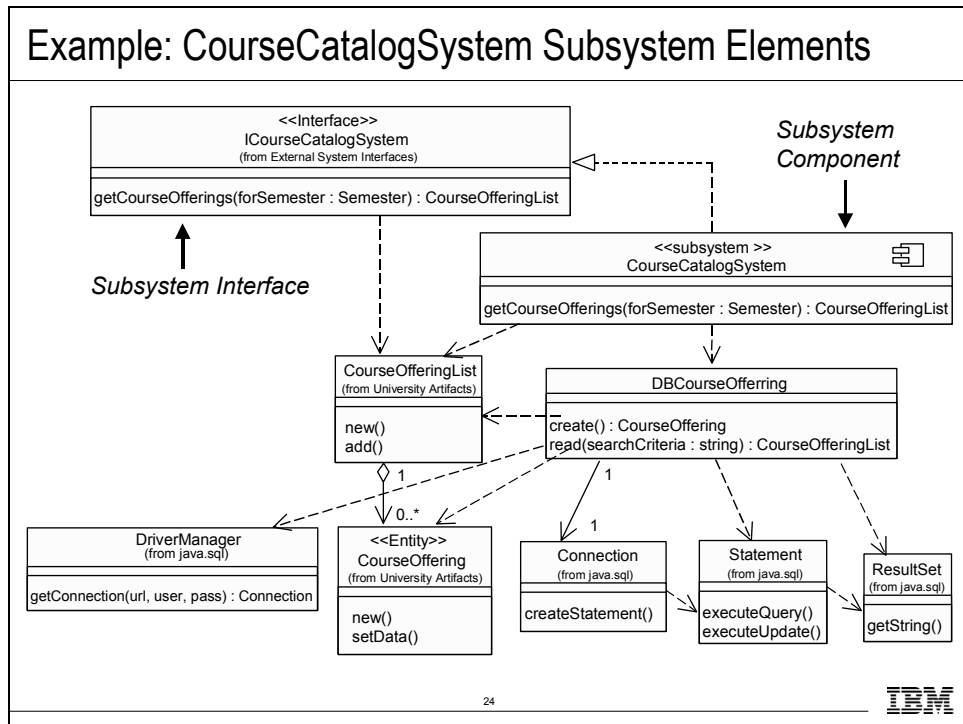 Example: CourseCatalogSystem Subsystem Elements
<<Interface>>
ICourseCatalogSystem
(from External System Interfaces)
getCourseOfferings(forSemester : Semester) : CourseOfferingList
Subsystem
Component
Subsystem Interface
<<subsystem >>
CourseCatalogSystem
getCourseOfferings(forSemester : Semester) : CourseOfferingList
CourseOfferingList
(from University Artifacts)
new()
add()
DBCourseOfferring
create() : CourseOffering
read(searchCriteria : string) : CourseOfferingList
1
0..*
1
1
DriverManager
(from java.sql)
getConnection(url, user, pass) : Connection
<<Entity>>
CourseOffering
(from University Artifacts)
new()
setData()
Connection
(from java.sql)
createStatement()
Statement
(from java.sql)
executeQuery()
executeUpdate()
ResultSet
(from java.sql)
getString()
24
IBM